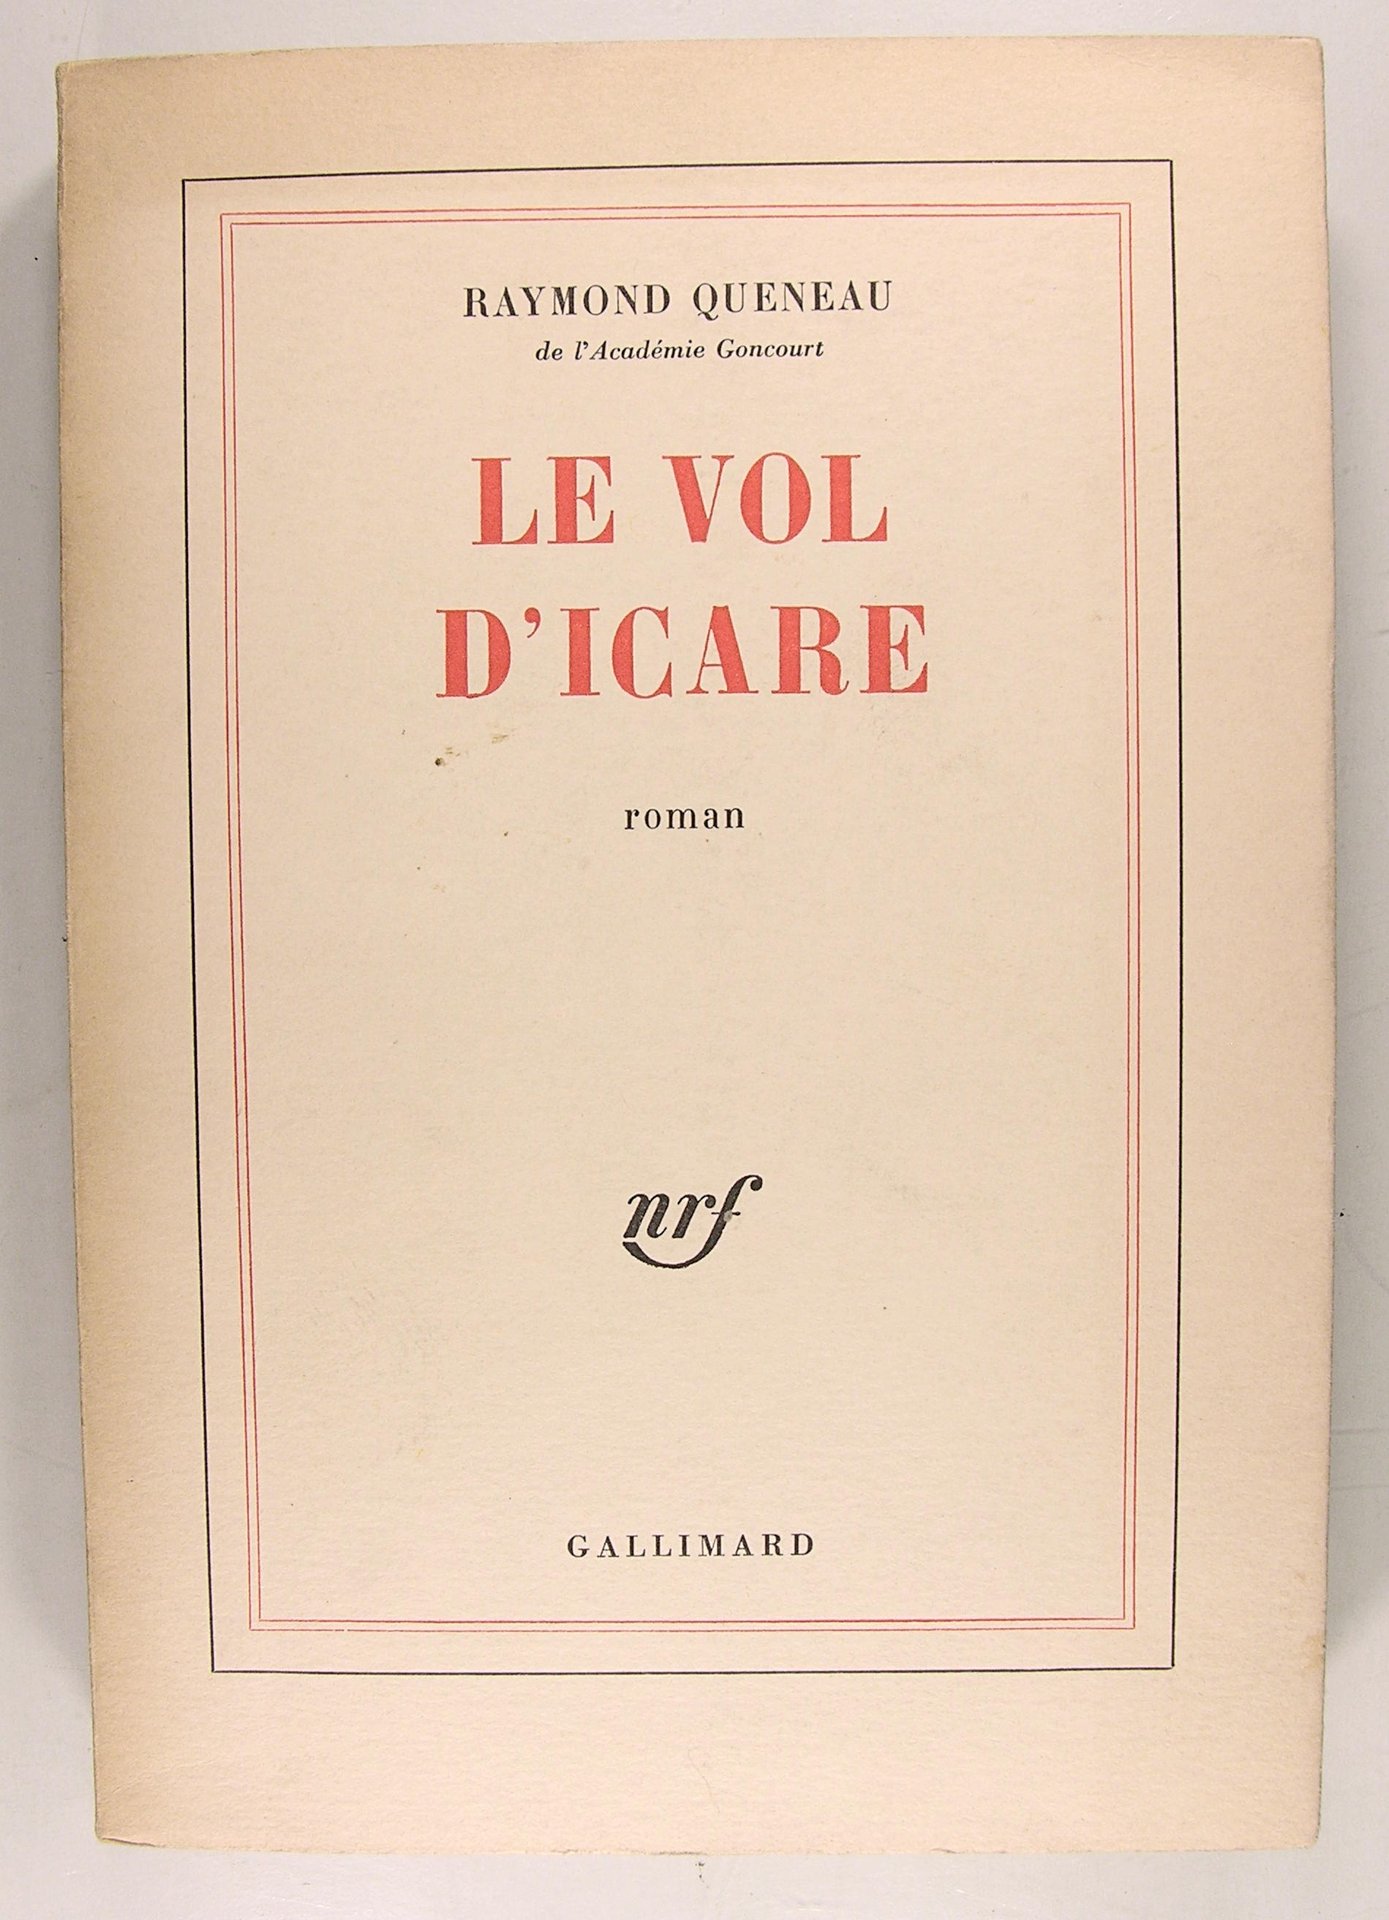 RAYMOND QUENEAU
de l'Académie Goncourt
LE VOL
D'ICARE
roman
nrf
GALLIMARD